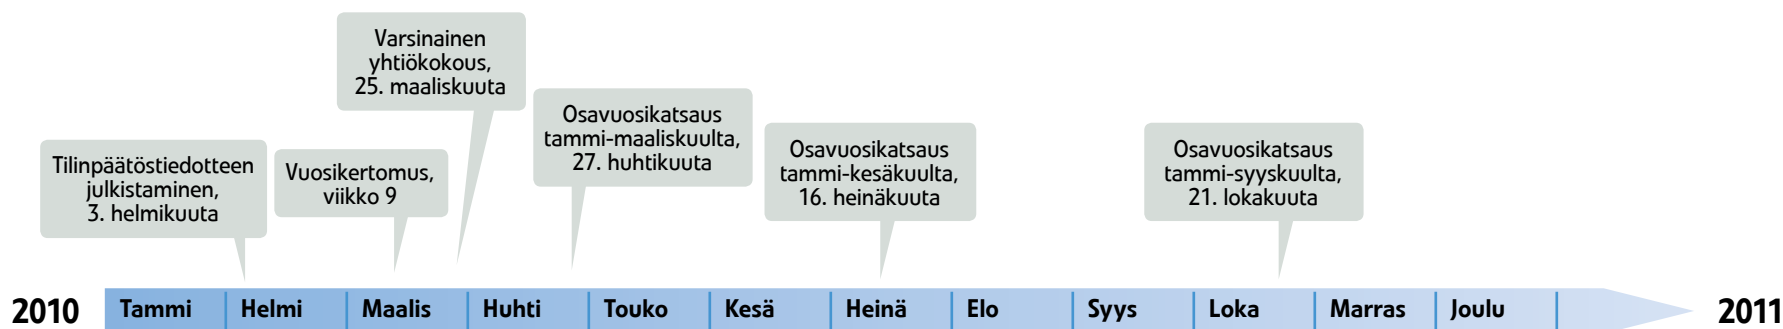 Tilinpäätöstiedotteen
julkistaminen,
3. helmikuuta
Vuosikertomus,
viikko 9
Varsinainen
yhtiökokous,
25. maaliskuuta
Osavuosikatsaus
tammi-maaliskuulta,
27. huhtikuuta
Osavuosikatsaus
tammi-kesäkuulta,
16. heinäkuuta
Osavuosikatsaus
tammi-syyskuulta,
21. lokakuuta
2010 Tammi Helmi Maalis Huhti Touko Kesä Heinä Elo Syys Loka Marras Joulu 2011